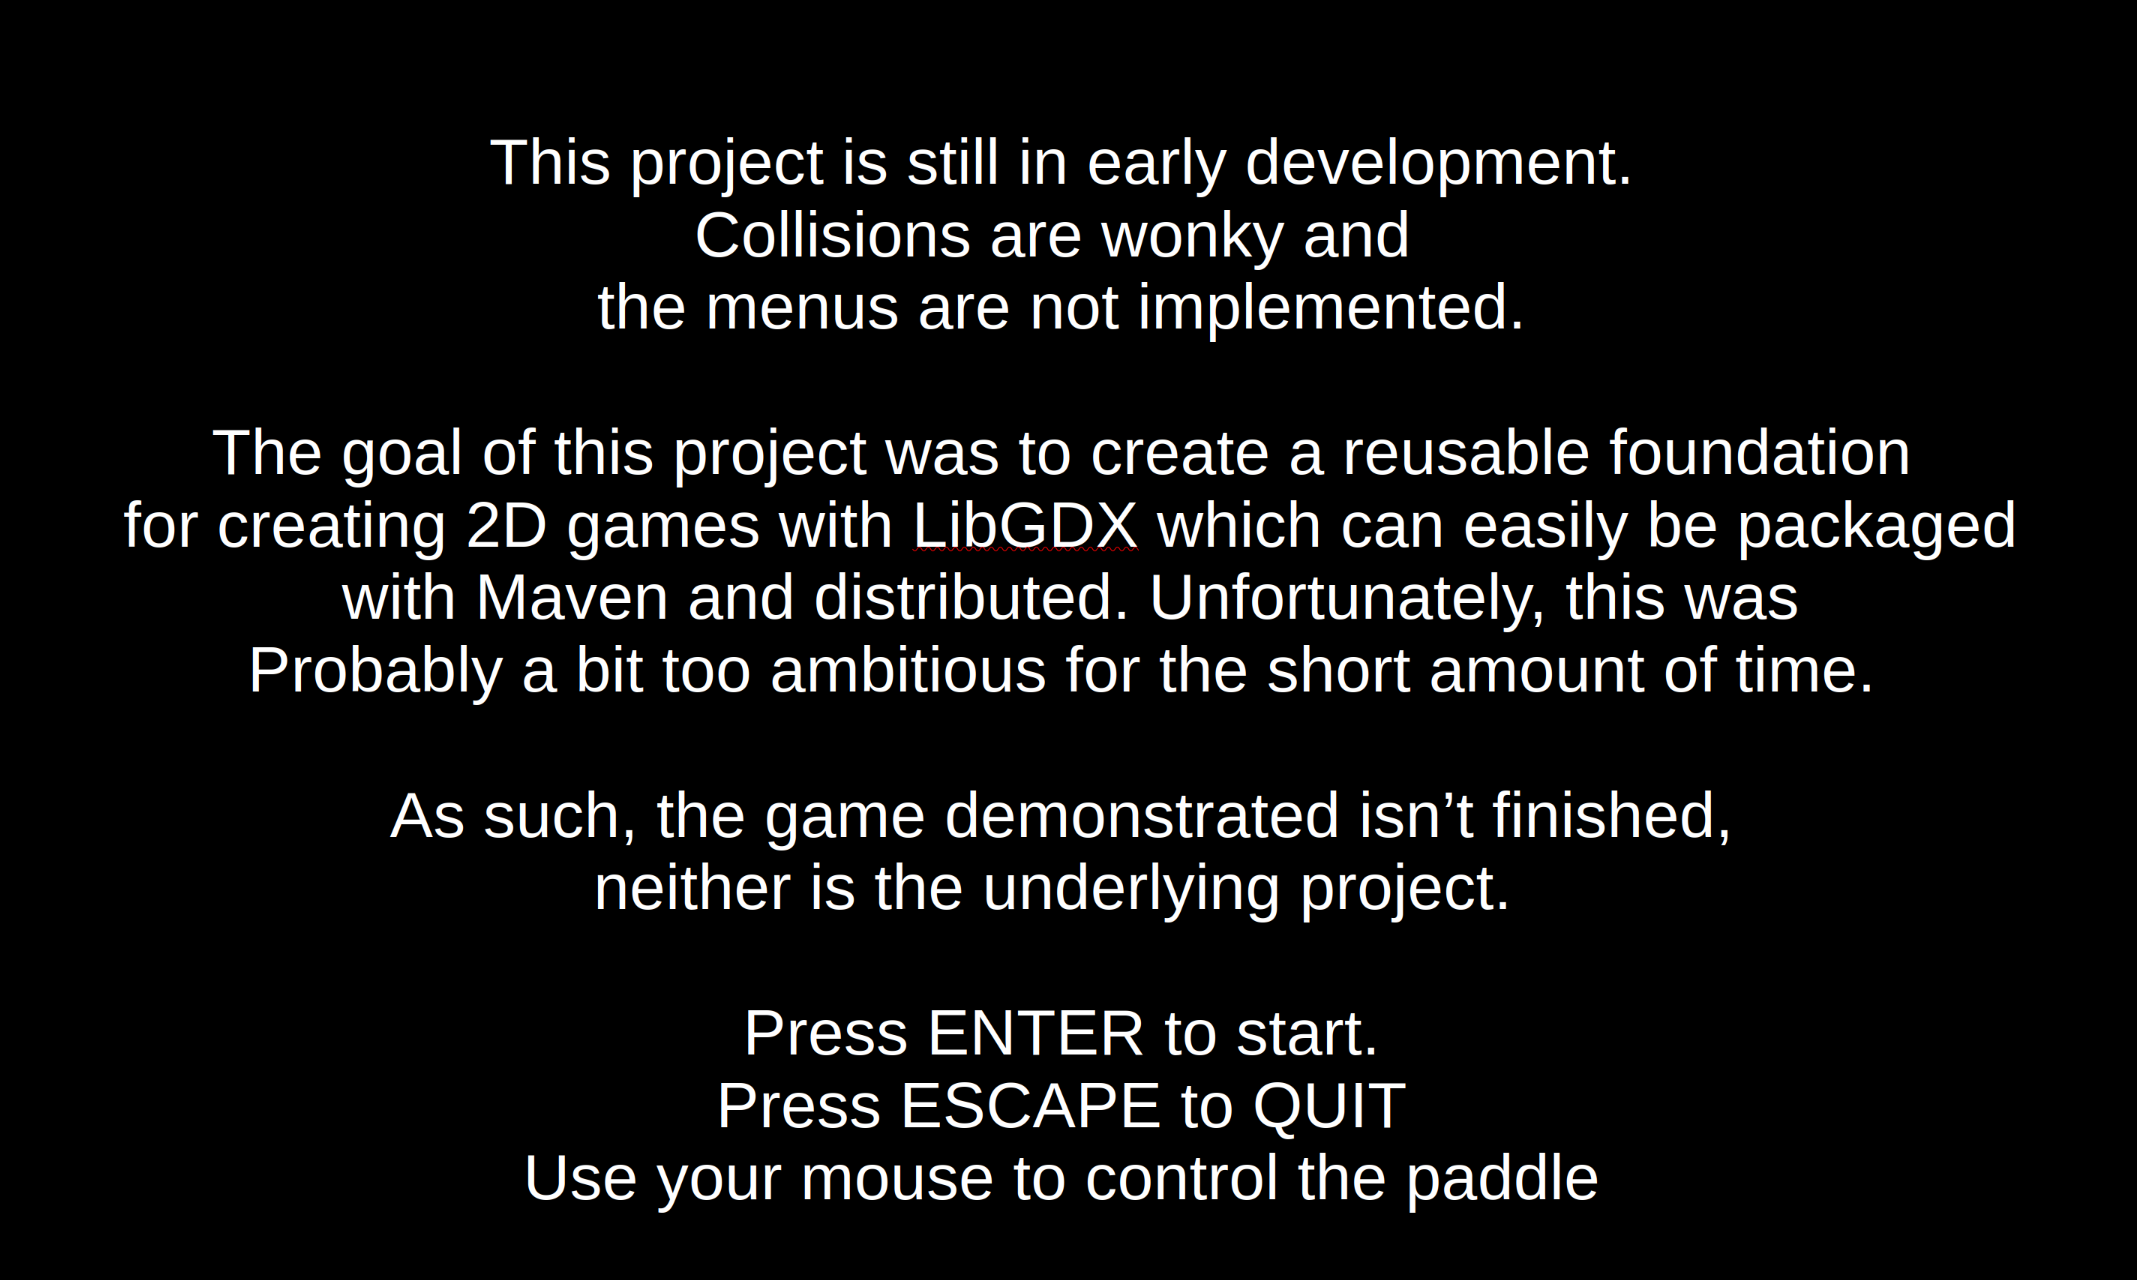 This project is still in early development.
Collisions are wonky and
the menus are not implemented.
The goal of this project was to create a reusable foundation
for creating 2D games with LibGDX which can easily be packaged
with Maven and distributed. Unfortunately, this was
Probably a bit too ambitious for the short amount of time.
As such, the game demonstrated isn’t finished,
neither is the underlying project.
Press ENTER to start.
Press ESCAPE to QUIT
Use your mouse to control the paddle